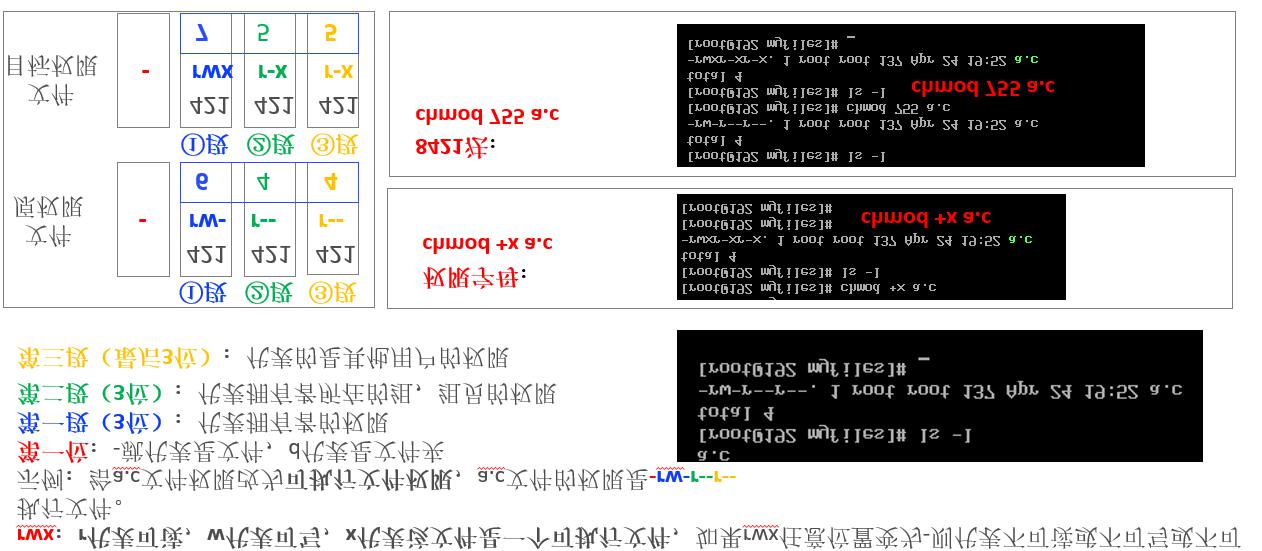 rwx：r代表可读，w代表可写，x代表该文件是一个可执行文件，如果rwx任意位置变为-则代表不可读或不可写或不可
执行文件。
示例：给a.c文件权限改为可执行文件权限，a.c文件的权限是-rw-r--r--
第一位：-就代表是文件，d代表是文件夹
第一段（3位）：代表拥有者的权限
第二段（3位）：代表拥有者所在的组，组员的权限
第三段（最后3位）：代表的是其他用户的权限
a.c
[root@192 myfiles]# ls -l
total 4
-rw-r--r--. 1 root root 137 Apr 24 19:52 a.c
[root@192 myfiles]# _
①段 ②段 ③段
原权限
文件
-
421 421 421
rw- r-- r--
6 4 4
①段 ②段 ③段
目标权限
文件
-
421 421 421
rwx r-x r-x
7 5 5
权限字母：
chmod +x a.c
[root@192 myfiles]# chmod +x a.c
[root@192 myfiles]# ls -l
total 4
-rwxr-xr-x. 1 root root 137 Apr 24 19:52 a.c
[root@192 myfiles]#
[root@192 myfiles]#
chmod +x a.c
8421法：
chmod 755 a.c
[root@192 myfiles]# ls -l
total 4
-rw-r--r--. 1 root root 137 Apr 24 19:52 a.c
[root@192 myfiles]# chmod 755 a.c
[root@192 myfiles]# ls -l
total 4
-rwxr-xr-x. 1 root root 137 Apr 24 19:52 a.c
[root@192 myfiles]# _
chmod 755 a.c